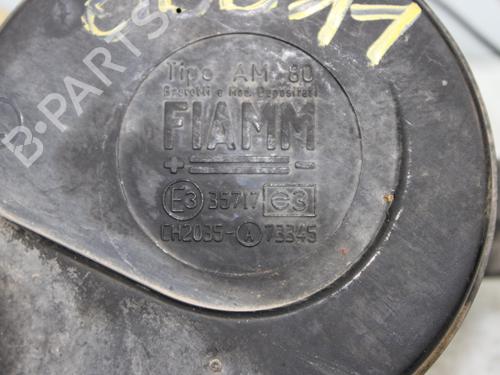 B-PARTS
Tipo AM 80
Brevetti e Mod. Depositati
FIAMM
+ -
E3 35717 e3
CH2035-A 73345